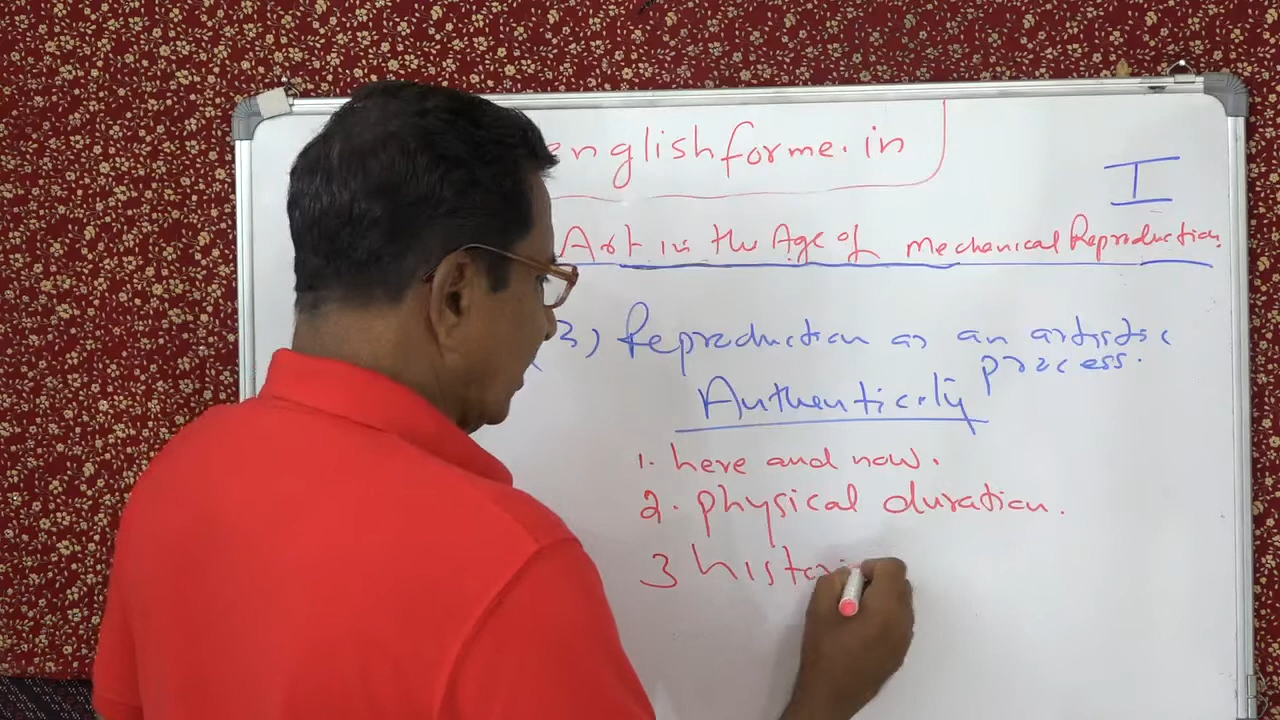 englishforme.in
I
Art in the Age of Mechanical Reproduction
3) Reproduction as an artistic
process.
Authenticity
1. here and now.
2. physical duration.
3 histori